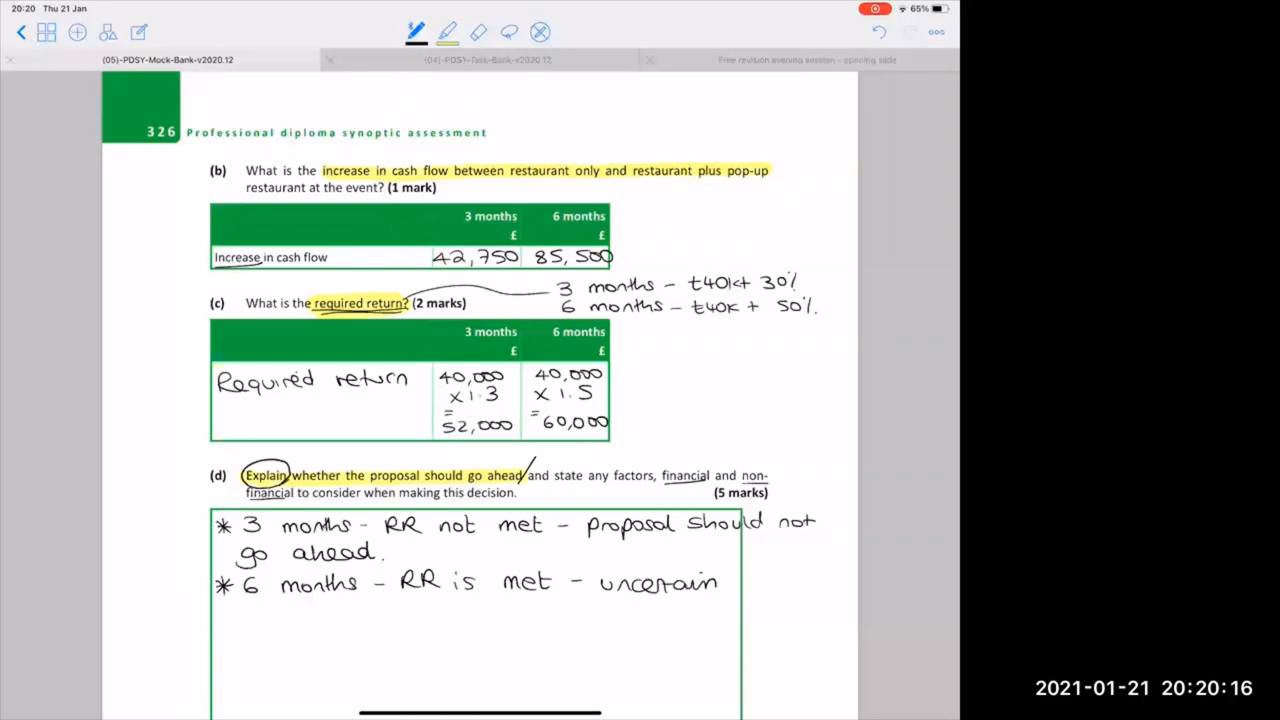 20:20 Thu 21 Jan
65%
(05)-PDSY-Mock-Bank-v2020.12
(04)-PDSY-Task-Bank-v2020.12
Free revision evening session - opening slide
326 Professional diploma synoptic assessment
(b) What is the increase in cash flow between restaurant only and restaurant plus pop-up
restaurant at the event? (1 mark)
3 months 6 months
£ £
Increase in cash flow 42,750 85,500
3 months - £40k + 30%
(c) What is the required return? (2 marks)
6 months - £40k + 50%.
3 months 6 months
£ £
Required return 40,000 40,000
x 1.3 x 1.5
= =
52,000 60,000
(d) Explain whether the proposal should go ahead and state any factors, financial and non-
financial to consider when making this decision. (5 marks)
* 3 months - RR not met - proposal should not
go ahead.
* 6 months - RR is met - uncertain
2021-01-21 20:20:16